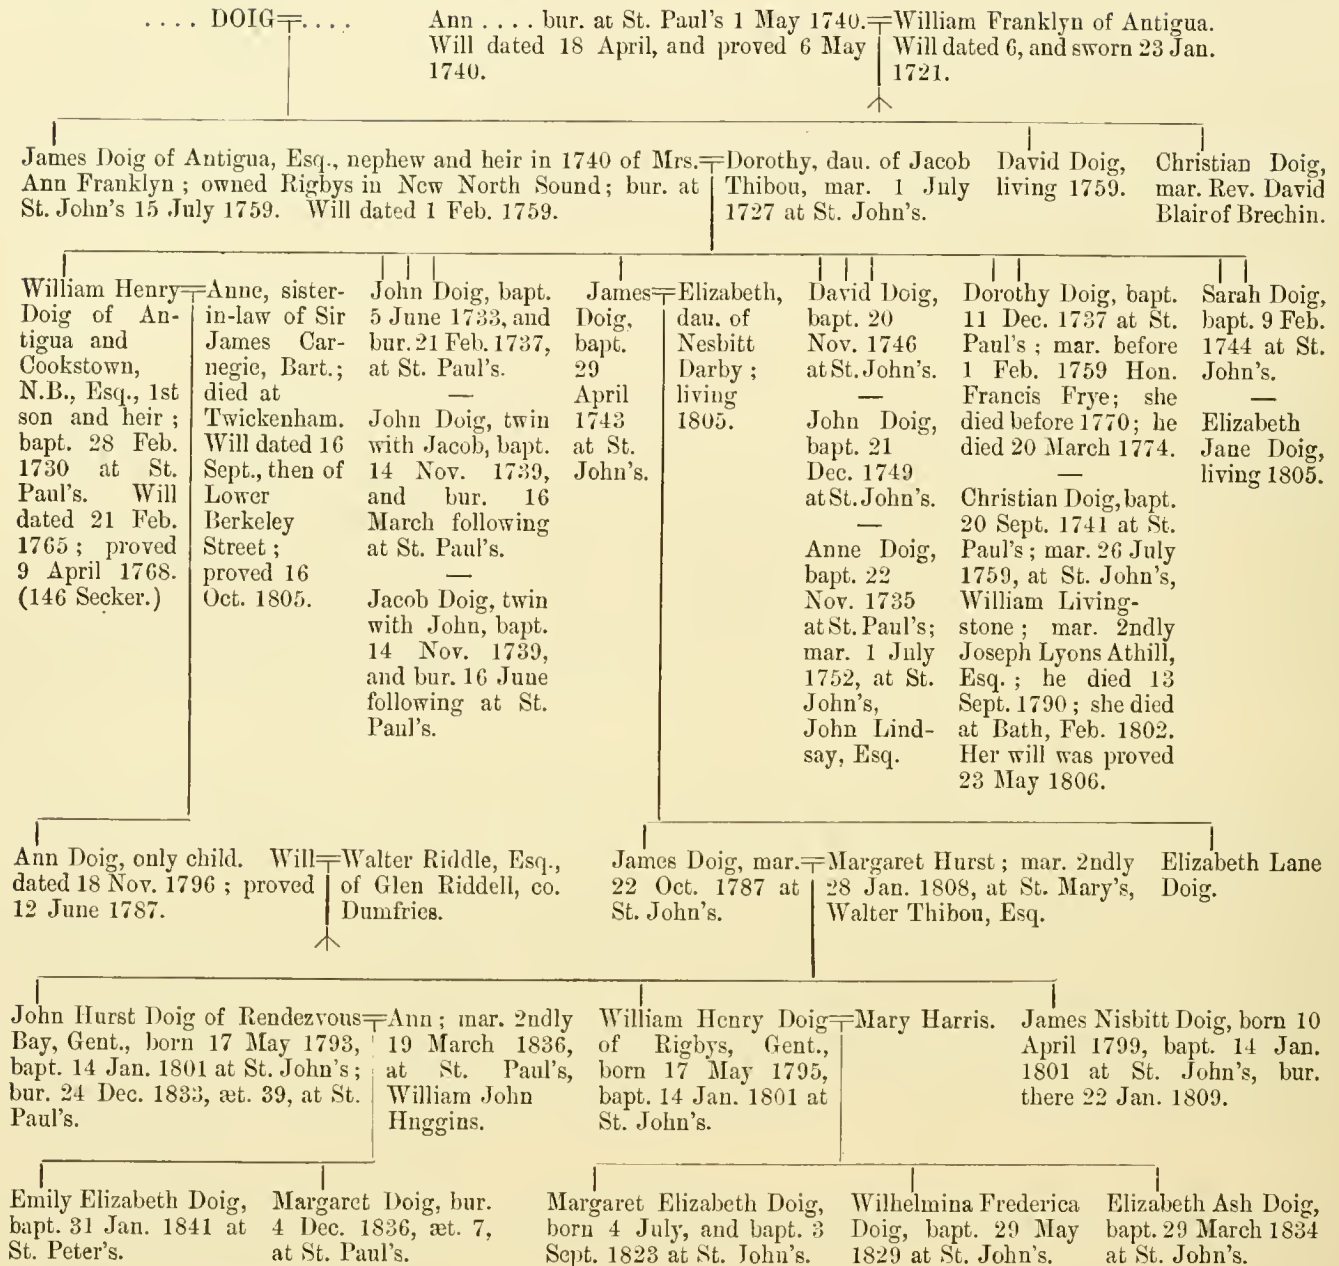 . . . . DOIG=. . . .
Ann . . . . bur. at St. Paul's 1 May 1740.=William Franklyn of Antigua.
Will dated 18 April, and proved 6 May
1740.
Will dated 6, and sworn 23 Jan.
1721.
James Doig of Antigua, Esq., nephew and heir in 1740 of Mrs.=Dorothy, dau. of Jacob
Ann Franklyn ; owned Rigbys in New North Sound; bur. at
St. John's 15 July 1759. Will dated 1 Feb. 1759.
Thibou, mar. 1 July
1727 at St. John's.
David Doig,
living 1759.
Christian Doig,
mar. Rev. David
Blair of Brechin.
William Henry=
Doig of An-
tigua and
Cookstown,
N.B., Esq., 1st
son and heir ;
bapt. 28 Feb.
1730 at St.
Paul's. Will
dated 21 Feb.
1765 ; proved
9 April 1768.
(146 Secker.)
Anne, sister-
in-law of Sir
James Car-
negie, Bart.;
died at
Twickenham.
Will dated 16
Sept., then of
Lower
Berkeley
Street ;
proved 16
Oct. 1805.
John Doig, bapt.
5 June 1733, and
bur. 21 Feb. 1737,
at St. Paul's.
—
John Doig, twin
with Jacob, bapt.
14 Nov. 1739,
and bur. 16
March following
at St. Paul's.
—
Jacob Doig, twin
with John, bapt.
14 Nov. 1739,
and bur. 16 June
following at St.
Paul's.
James=
Doig,
bapt.
29
April
1743
at St.
John's.
Elizabeth,
dau. of
Nesbitt
Darby ;
living
1805.
David Doig,
bapt. 20
Nov. 1746
at St. John's.
—
John Doig,
bapt. 21
Dec. 1749
at St. John's.
—
Anne Doig,
bapt. 22
Nov. 1735
at St. Paul's;
mar. 1 July
1752, at St.
John's,
John Lind-
say, Esq.
Dorothy Doig, bapt.
11 Dec. 1737 at St.
Paul's ; mar. before
1 Feb. 1759 Hon.
Francis Frye; she
died before 1770; he
died 20 March 1774.
—
Christian Doig, bapt.
20 Sept. 1741 at St.
Paul's ; mar. 26 July
1759, at St. John's,
William Living-
stone ; mar. 2ndly
Joseph Lyons Athill,
Esq. ; he died 13
Sept. 1790 ; she died
at Bath, Feb. 1802.
Her will was proved
23 May 1806.
Sarah Doig,
bapt. 9 Feb.
1744 at St.
John's.
—
Elizabeth
Jane Doig,
living 1805.
Ann Doig, only child. Will=Walter Riddle, Esq.,
dated 18 Nov. 1796 ; proved
12 June 1787.
of Glen Riddell, co.
Dumfries.
James Doig, mar.=Margaret Hurst ; mar. 2ndly
22 Oct. 1787 at
St. John's.
28 Jan. 1808, at St. Mary's,
Walter Thibou, Esq.
Elizabeth Lane
Doig.
John Hurst Doig of Rendezvous=
Bay, Gent., born 17 May 1793,
bapt. 14 Jan. 1801 at St. John's ;
bur. 24 Dec. 1833, æt. 39, at St.
Paul's.
Ann ; mar. 2ndly
19 March 1836,
at St. Paul's,
William John
Huggins.
William Henry Doig=Mary Harris.
of Rigbys, Gent.,
born 17 May 1795,
bapt. 14 Jan. 1801 at
St. John's.
James Nisbitt Doig, born 10
April 1799, bapt. 14 Jan.
1801 at St. John's, bur.
there 22 Jan. 1809.
Emily Elizabeth Doig,
bapt. 31 Jan. 1841 at
St. Peter's.
Margaret Doig, bur.
4 Dec. 1836, æt. 7,
at St. Paul's.
Margaret Elizabeth Doig,
born 4 July, and bapt. 3
Sept. 1823 at St. John's.
Wilhelmina Frederica
Doig, bapt. 29 May
1829 at St. John's.
Elizabeth Ash Doig,
bapt. 29 March 1834
at St. John's.